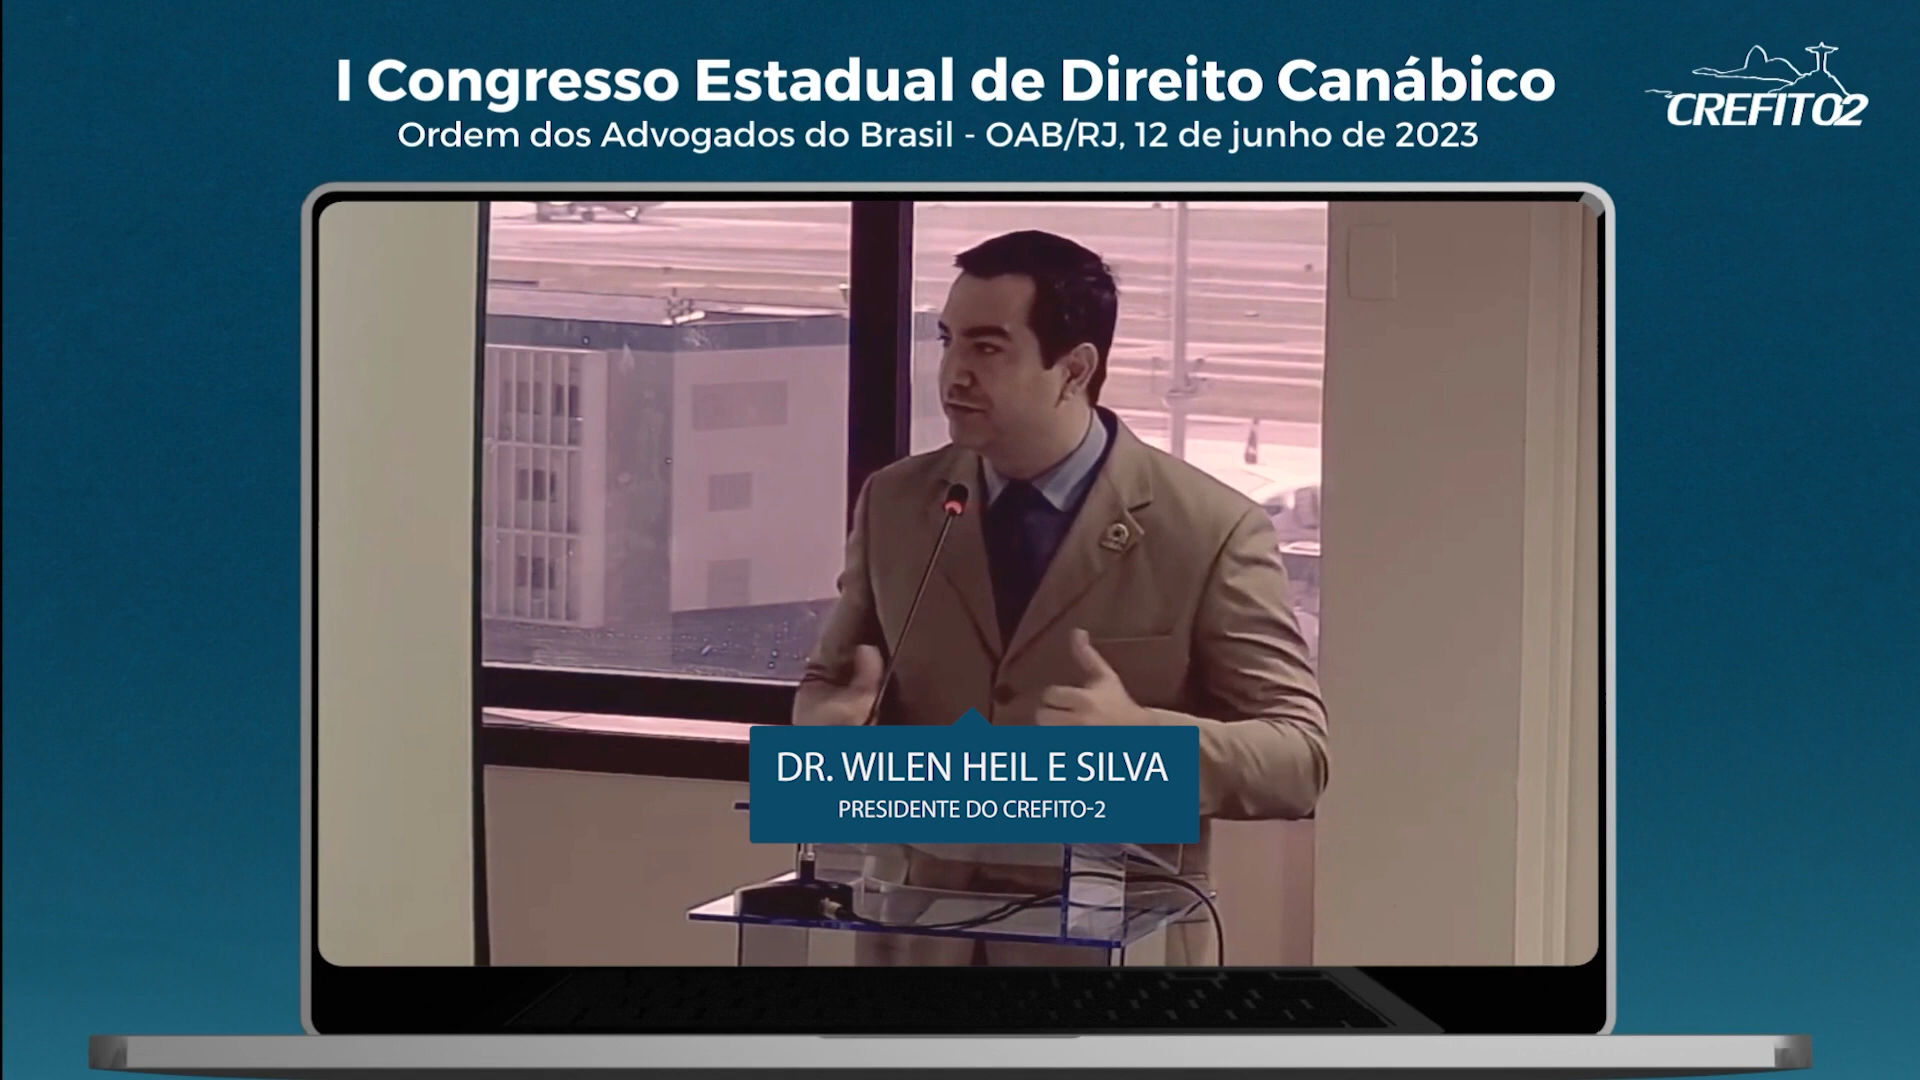 I Congresso Estadual de Direito Canábico
Ordem dos Advogados do Brasil - OAB/RJ, 12 de junho de 2023
CREFITO2
DR. WILEN HEIL E SILVA
PRESIDENTE DO CREFITO-2